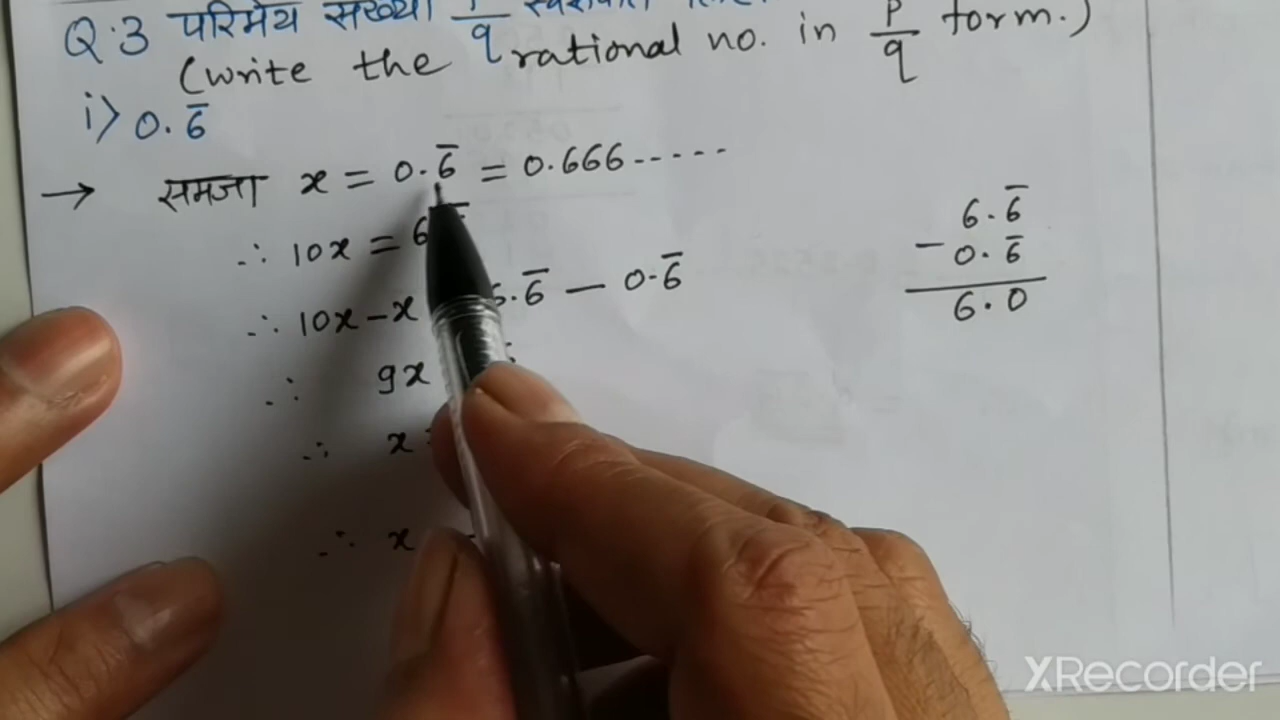 Q.3 परिमेय संख्या p/q स्वरूपात
(write the rational no. in p/q form.)
i> 0.6̅
→ समजा x = 0.6̅ = 0.666-----
∴ 10x = 6
∴ 10x-x 6.6̅ - 0.6̅
∴ 9x
∴ x =
∴ x
6.6̅
- 0.6̅
6.0
XRecorder